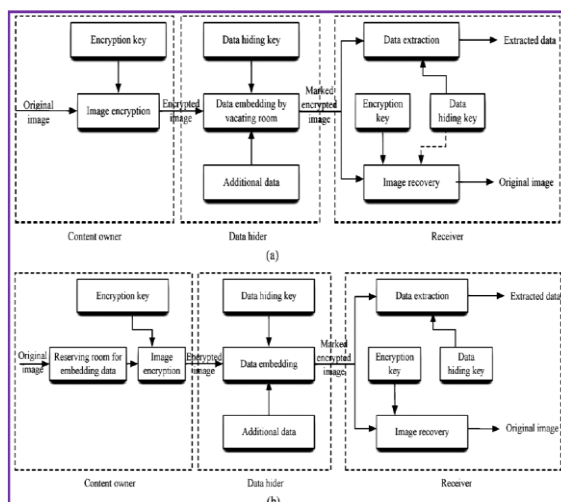 Encryption key
Data hiding key
Data extraction
Extracted data
Original
image
Image encryption
Encrypted
image
Data embedding by
vacating room
Marked
encrypted
image
Encryption
key
Data
hiding key
Additional data
Image recovery
Original image
Content owner
Data hider
Receiver
(a)
Encryption key
Data hiding key
Data extraction
Extracted data
Original
image
Reserving room for
embedding data
Image
encryption
Encrypted
image
Data embedding
Marked
encrypted
image
Encryption
key
Data
hiding key
Additional data
Image recovery
Original image
Content owner
Data hider
Receiver
(b)